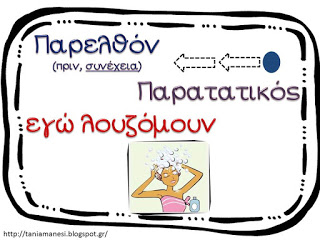 Παρελθόν
(πριν, συνέχεια)
Παρατατικός
εγώ λουζόμουν
http://taniamanesi.blogspot.gr/